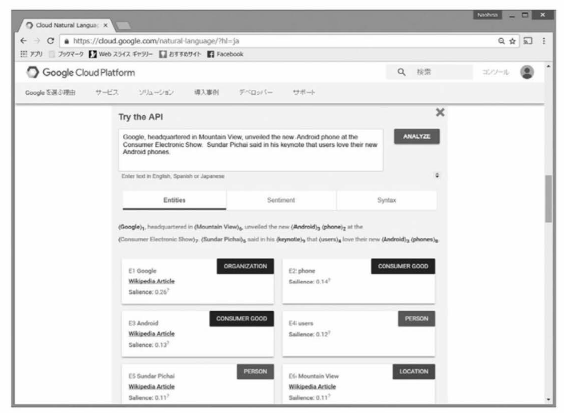 Cloud Natural Languag ×
https://cloud.google.com/natural-language/?hl=ja
アプリ ブックマーク Web スライス ギャラリー おすすめサイト Facebook
Google Cloud Platform 検索 コンソール
Google を選ぶ理由 サービス ソリューション 導入事例 デベロッパー サポート
Try the API
Google, headquartered in Mountain View, unveiled the new Android phone at the
Consumer Electronic Show. Sundar Pichai said in his keynote that users love their new
Android phones.
ANALYZE
Enter text in English, Spanish or Japanese
Entities Sentiment Syntax
(Google)₁, headquartered in (Mountain View)₆, unveiled the new (Android)₃ (phone)₂ at the
(Consumer Electronic Show)₇. (Sundar Pichai)₅ said in his (keynote)₉ that (users)₄ love their new (Android)₃ (phones)₈.
E1 Google ORGANIZATION
Wikipedia Article
Salience: 0.26?
E2: phone CONSUMER GOOD
Salience: 0.14?
E3 Android CONSUMER GOOD
Wikipedia Article
Salience: 0.13?
E4: users PERSON
Salience: 0.12?
E5 Sundar Pichai PERSON
Wikipedia Article
Salience: 0.11?
E6: Mountain View LOCATION
Wikipedia Article
Salience: 0.11?